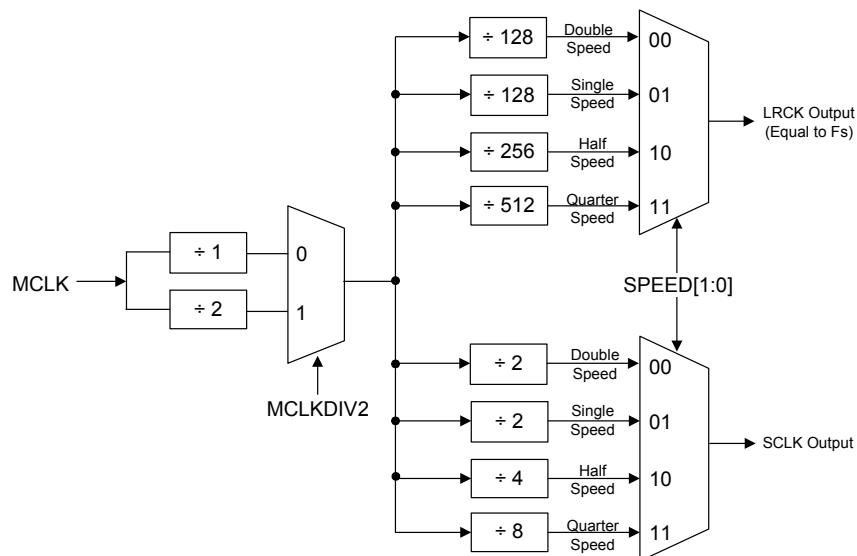 ÷ 128
Double
Speed
00
÷ 128
Single
Speed
01
÷ 256
Half
Speed
10
÷ 512
Quarter
Speed
11
LRCK Output
(Equal to Fs)
MCLK
÷ 1
0
÷ 2
1
MCLKDIV2
SPEED[1:0]
÷ 2
Double
Speed
00
÷ 2
Single
Speed
01
÷ 4
Half
Speed
10
÷ 8
Quarter
Speed
11
SCLK Output